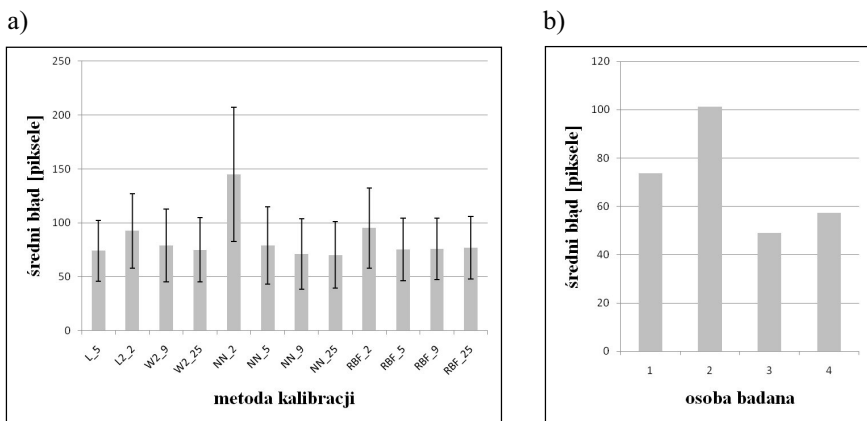 a)
b)
średni błąd [piksele]
250
200
150
100
50
0
L_5
L2_2
W2_9
W2_25
NN_2
NN_5
NN_9
NN_25
RBF_2
RBF_5
RBF_9
RBF_25
metoda kalibracji
średni błąd [piksele]
120
100
80
60
40
20
0
1
2
3
4
osoba badana